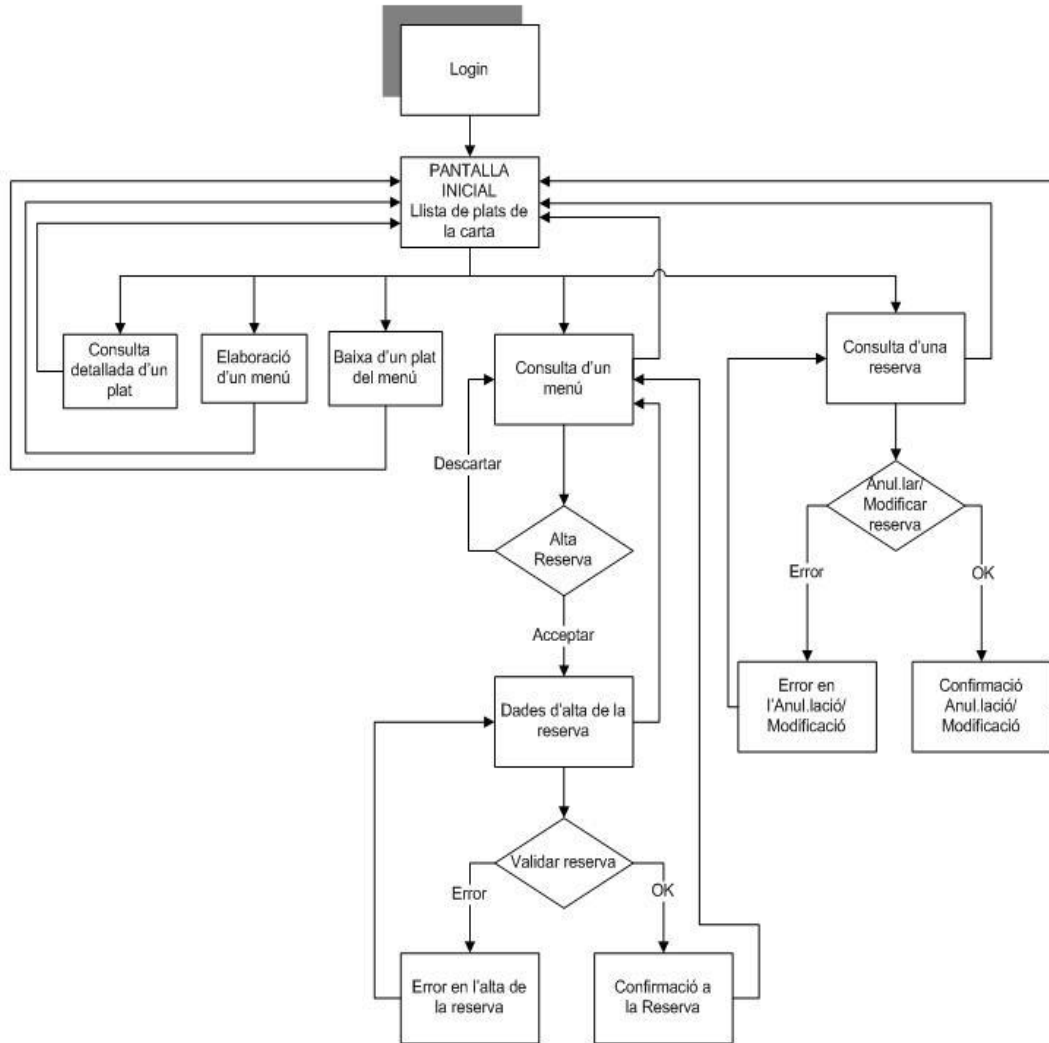 Login
PANTALLA
INICIAL
Llista de plats de
la carta
Consulta
detallada d'un
plat
Elaboració
d'un menú
Baixa d'un plat
del menú
Consulta d'un
menú
Consulta d'una
reserva
Descartar
Anul.lar/
Modificar
reserva
Alta
Reserva
Error
OK
Acceptar
Error en
l'Anul.lació/
Modificació
Confirmació
Anul.lació/
Modificació
Dades d'alta de la
reserva
Validar reserva
Error
OK
Error en l'alta de
la reserva
Confirmació a
la Reserva